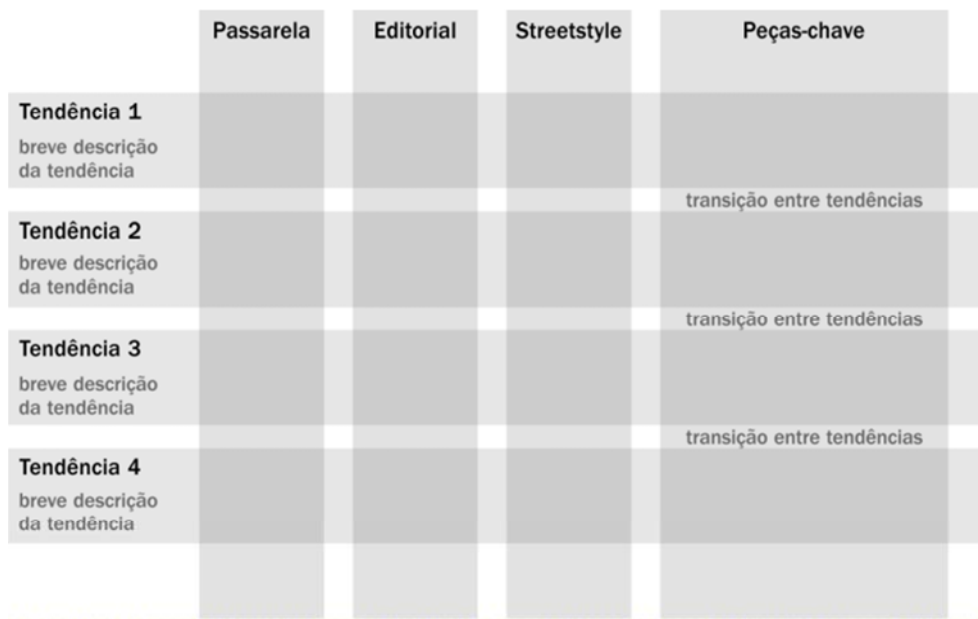 Passarela Editorial Streetstyle Peças-chave
Tendência 1
breve descrição
da tendência
transição entre tendências
Tendência 2
breve descrição
da tendência
transição entre tendências
Tendência 3
breve descrição
da tendência
transição entre tendências
Tendência 4
breve descrição
da tendência